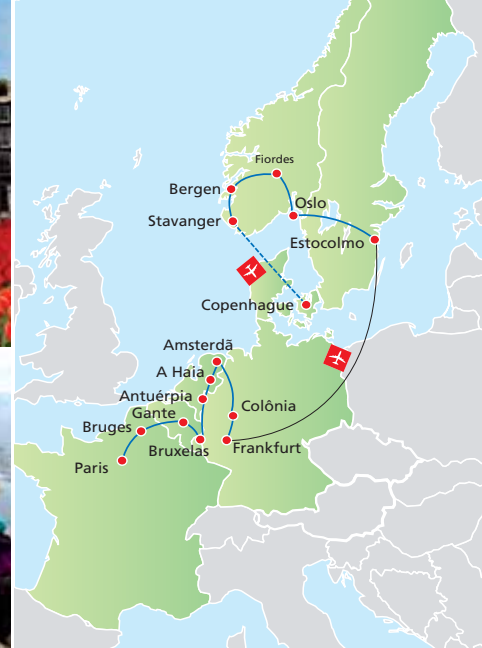 Fiordes
Bergen
Oslo
Stavanger
Estocolmo
Copenhague
Amsterdã
A Haia
Antuérpia
Colônia
Gante
Bruges
Bruxelas
Frankfurt
Paris